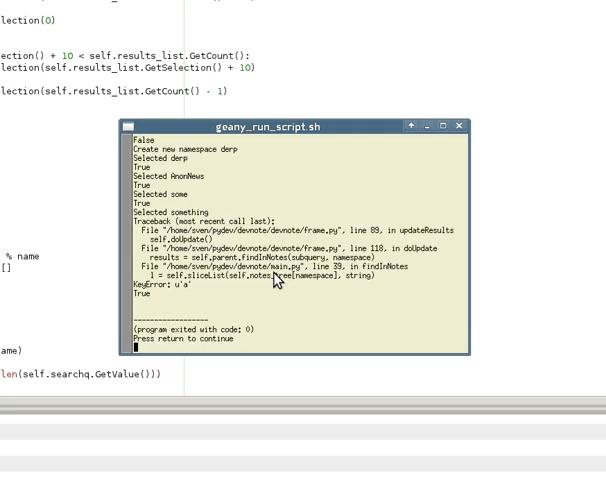 lection(0)
ection() + 10 < self.results_list.GetCount():
lection(self.results_list.GetSelection() + 10)
lection(self.results_list.GetCount() - 1)
geany_run_script.sh
False
Create new namespace derp
Selected derp
True
Selected AnonNews
True
Selected some
True
Selected something
Traceback (most recent call last):
File "/home/sven/pydev/devnote/devnote/frame.py", line 89, in updateResults
self.doUpdate()
File "/home/sven/pydev/devnote/devnote/frame.py", line 118, in doUpdate
results = self.parent.findInNotes(subquery, namespace)
File "/home/sven/pydev/devnote/main.py", line 39, in findInNotes
l = self.sliceList(self.notes_tree[namespace], string)
KeyError: u'a'
True
------------------
(program exited with code: 0)
Press return to continue
% name
[]
ame)
len(self.searchq.GetValue()))